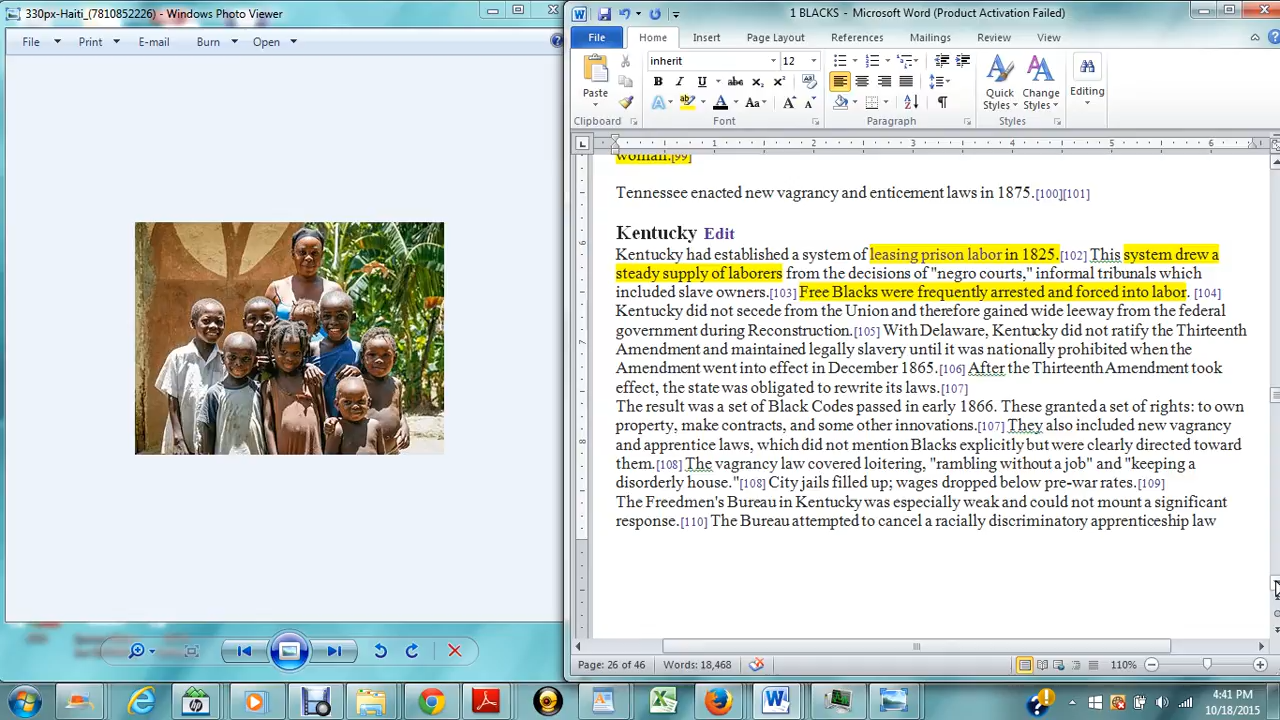 330px-Haiti_(7810852226) - Windows Photo Viewer
File Print E-mail Burn Open
1 BLACKS - Microsoft Word (Product Activation Failed)
File Home Insert Page Layout References Mailings Review View
inherit 12
Paste
Quick Styles
Change Styles
Editing
Clipboard Font Paragraph Styles
1 2 3 4 5 6
woman.[99]
Tennessee enacted new vagrancy and enticement laws in 1875.[100][101]
Kentucky Edit
Kentucky had established a system of leasing prison labor in 1825.[102] This system drew a
steady supply of laborers from the decisions of "negro courts," informal tribunals which
included slave owners.[103] Free Blacks were frequently arrested and forced into labor. [104]
Kentucky did not secede from the Union and therefore gained wide leeway from the federal
government during Reconstruction.[105] With Delaware, Kentucky did not ratify the Thirteenth
Amendment and maintained legally slavery until it was nationally prohibited when the
Amendment went into effect in December 1865.[106] After the Thirteenth Amendment took
effect, the state was obligated to rewrite its laws.[107]
The result was a set of Black Codes passed in early 1866. These granted a set of rights: to own
property, make contracts, and some other innovations.[107] They also included new vagrancy
and apprentice laws, which did not mention Blacks explicitly but were clearly directed toward
them.[108] The vagrancy law covered loitering, "rambling without a job" and "keeping a
disorderly house."[108] City jails filled up; wages dropped below pre-war rates.[109]
The Freedmen's Bureau in Kentucky was especially weak and could not mount a significant
response.[110] The Bureau attempted to cancel a racially discriminatory apprenticeship law
Page: 26 of 46 Words: 18,468 110%
4:41 PM
10/18/2015